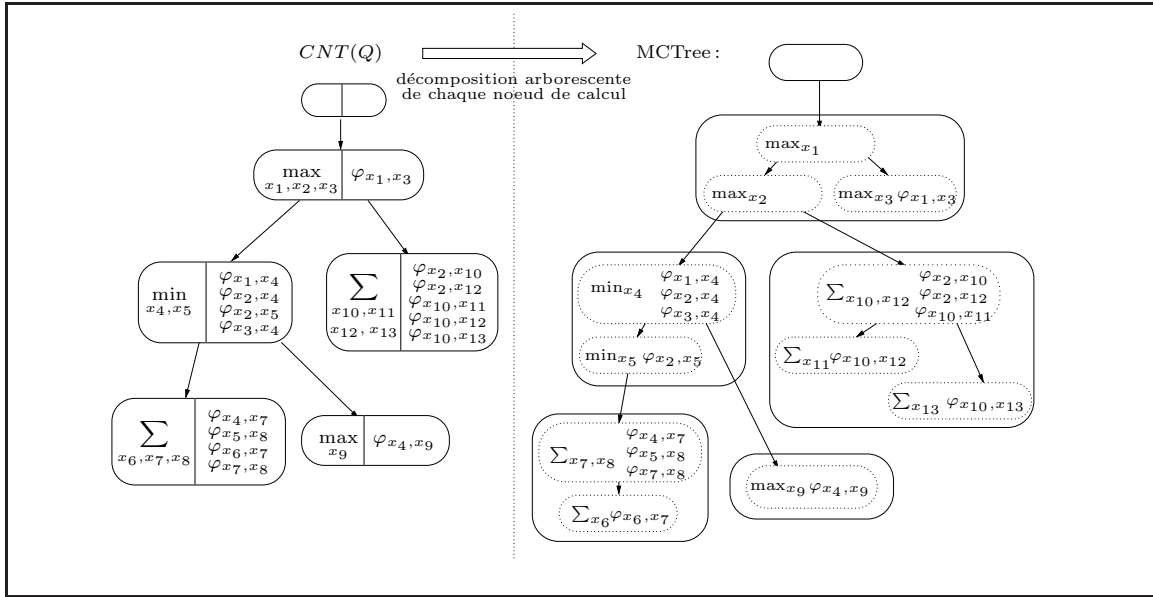 CNT(Q)
MCTree :
décomposition arborescente
de chaque noeud de calcul
max
x1, x2, x3
φx1,x3
min
x4, x5
φx1,x4
φx2,x4
φx2,x5
φx3,x4
∑
x10, x11
x12, x13
φx2,x10
φx2,x12
φx10,x11
φx10,x12
φx10,x13
∑
x6, x7, x8
φx4,x7
φx5,x8
φx6,x7
φx7,x8
max
x9
φx4,x9
maxx1
maxx2
maxx3 φx1,x3
minx4
φx1,x4
φx2,x4
φx3,x4
minx5 φx2,x5
∑x10,x12
φx2,x10
φx2,x12
φx10,x11
∑x11 φx10,x12
∑x13 φx10,x13
∑x7,x8
φx4,x7
φx5,x8
φx7,x8
∑x6 φx6,x7
maxx9 φx4,x9